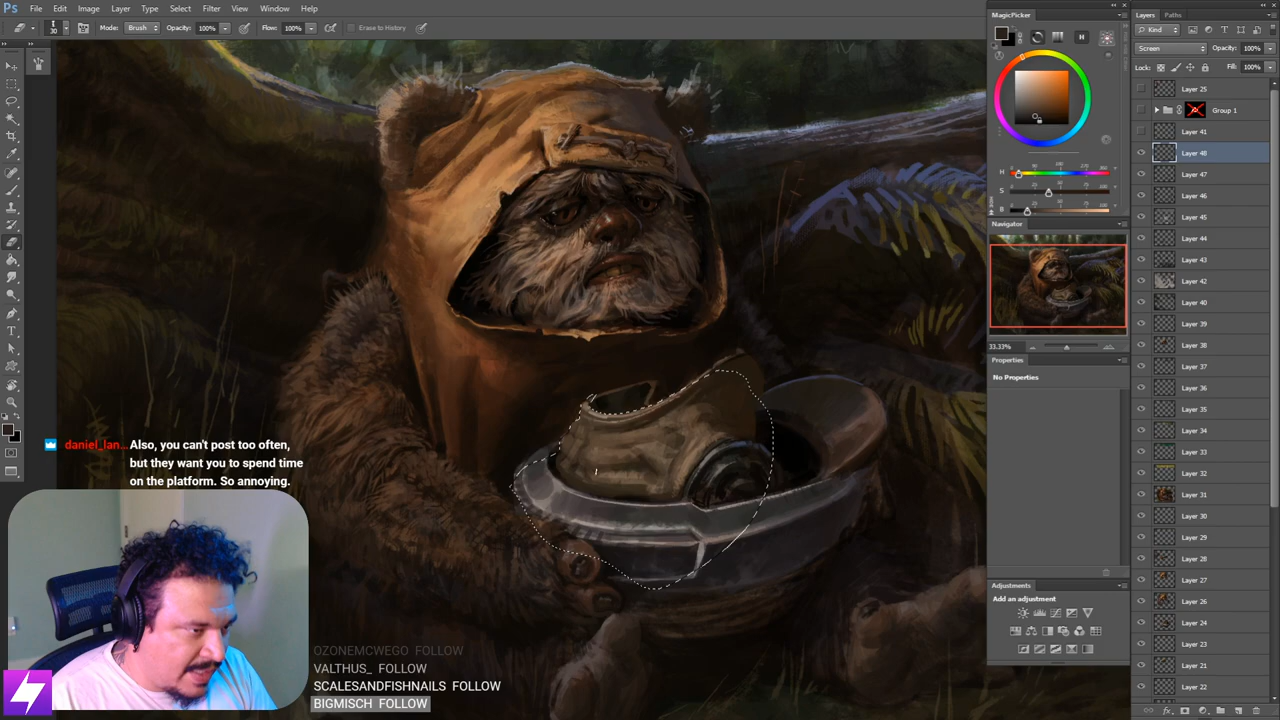 Ps File Edit Image Layer Type Select Filter View Window Help
30 Mode: Brush Opacity: 100% Flow: 100% Erase to History
MagicPicker
H
H
S
B
Navigator
33.33%
Properties
No Properties
Adjustments
Add an adjustment
Layers Paths
Kind
Screen Opacity: 100%
Lock: Fill: 100%
Layer 25
Group 1
Layer 41
Layer 48
Layer 47
Layer 46
Layer 45
Layer 44
Layer 43
Layer 42
Layer 40
Layer 39
Layer 38
Layer 37
Layer 36
Layer 35
Layer 34
Layer 33
Layer 32
Layer 31
Layer 30
Layer 29
Layer 28
Layer 27
Layer 26
Layer 24
Layer 23
Layer 21
Layer 22
daniel_lan... Also, you can't post too often,
but they want you to spend time
on the platform. So annoying.
OZONEMCWEGO FOLLOW
VALTHUS_ FOLLOW
SCALESANDFISHNAILS FOLLOW
BIGMISCH FOLLOW